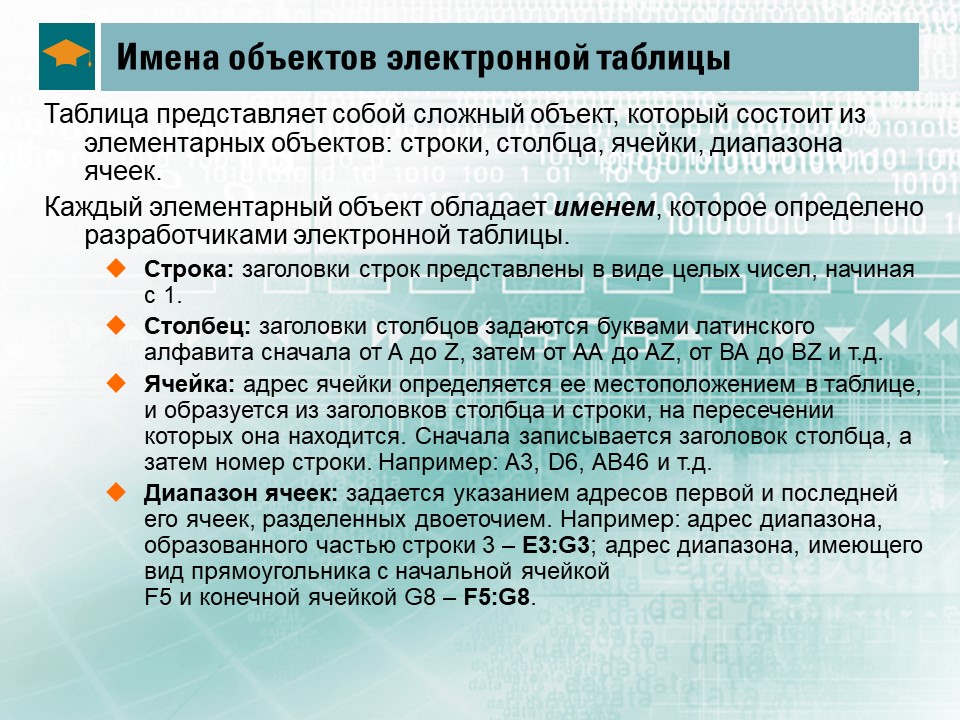 Имена объектов электронной таблицы
Таблица представляет собой сложный объект, который состоит из
элементарных объектов: строки, столбца, ячейки, диапазона
ячеек.
Каждый элементарный объект обладает именем, которое определено
разработчиками электронной таблицы.
Строка: заголовки строк представлены в виде целых чисел, начиная
с 1.
Столбец: заголовки столбцов задаются буквами латинского
алфавита сначала от A до Z, затем от AA до AZ, от BA до BZ и т.д.
Ячейка: адрес ячейки определяется ее местоположением в таблице,
и образуется из заголовков столбца и строки, на пересечении
которых она находится. Сначала записывается заголовок столбца, а
затем номер строки. Например: A3, D6, AB46 и т.д.
Диапазон ячеек: задается указанием адресов первой и последней
его ячеек, разделенных двоеточием. Например: адрес диапазона,
образованного частью строки 3 – E3:G3; адрес диапазона, имеющего
вид прямоугольника с начальной ячейкой
F5 и конечной ячейкой G8 – F5:G8.